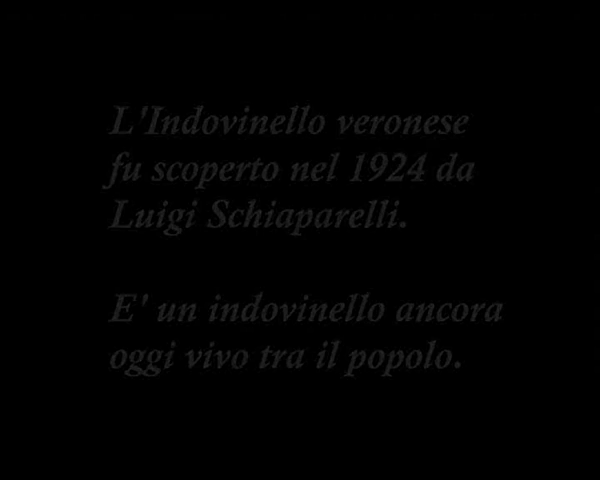 L'Indovinello veronese
fu scoperto nel 1924 da
Luigi Schiaparelli.
E' un indovinello ancora
oggi vivo tra il popolo.